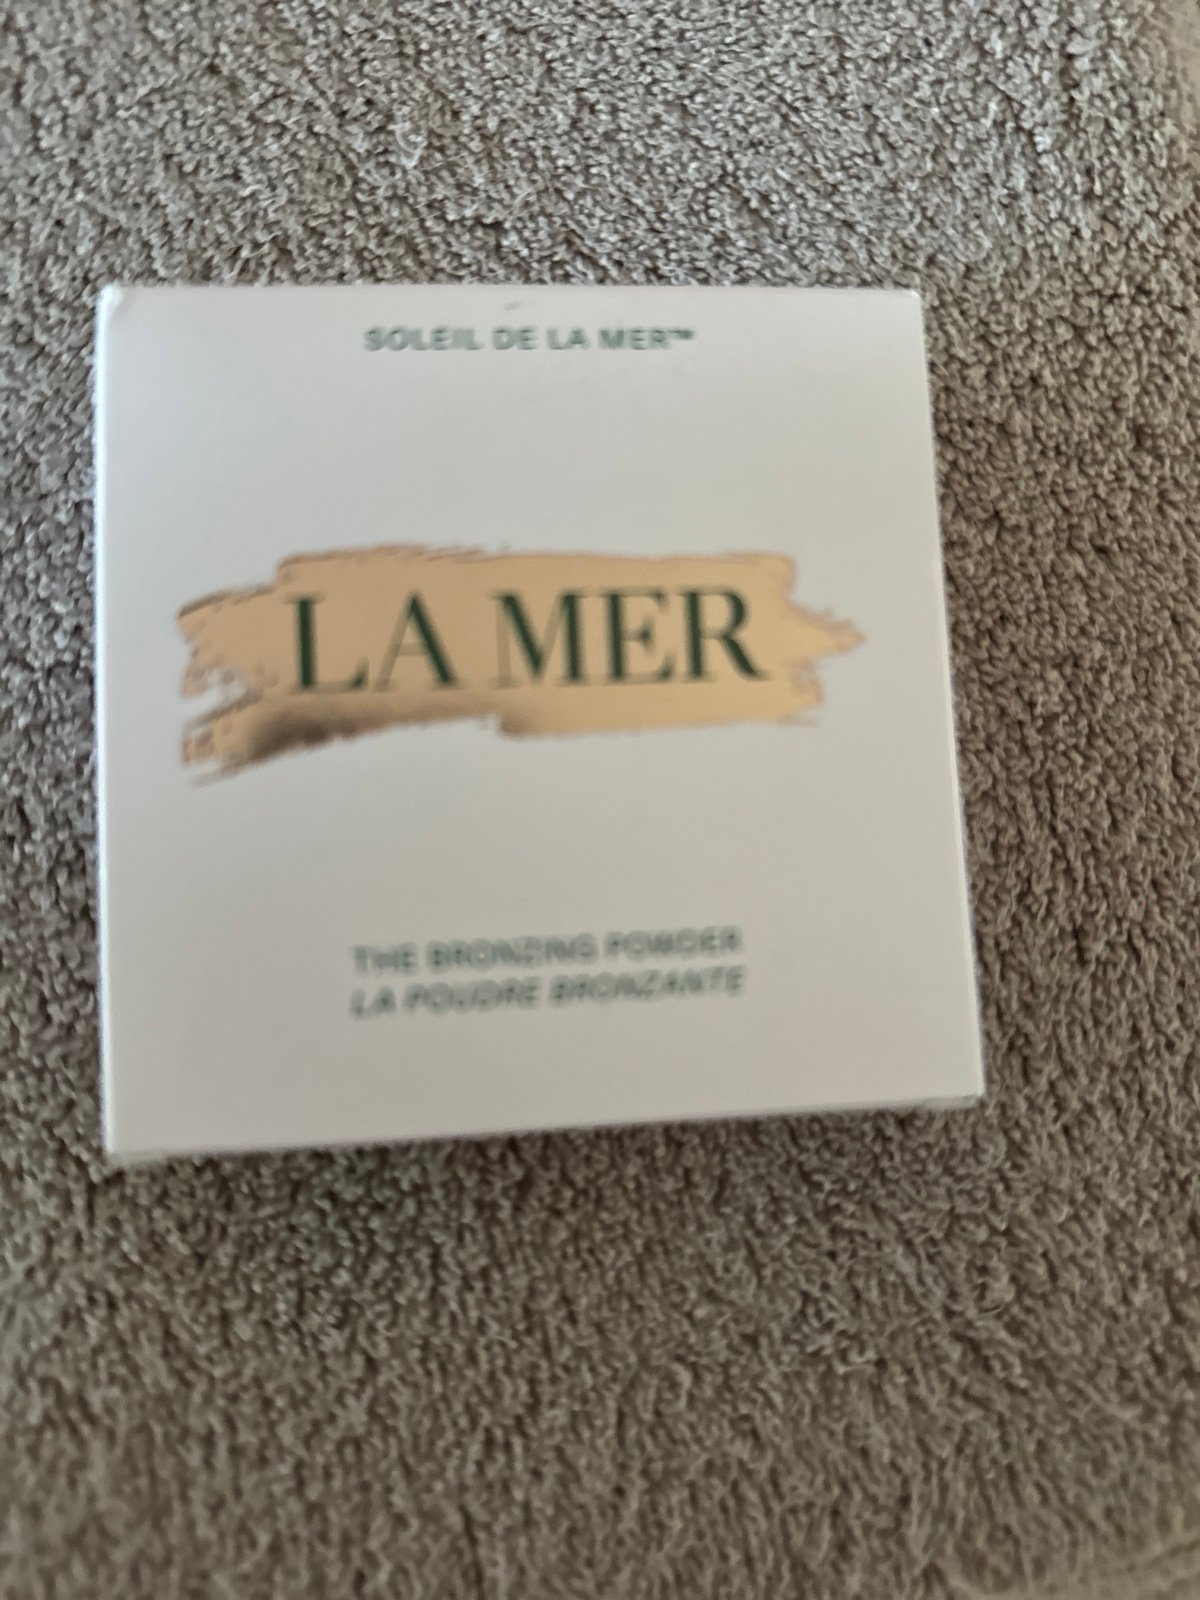 SOLEIL DE LA MER™
LA MER
THE BRONZING POWDER
LA POUDRE BRONZANTE